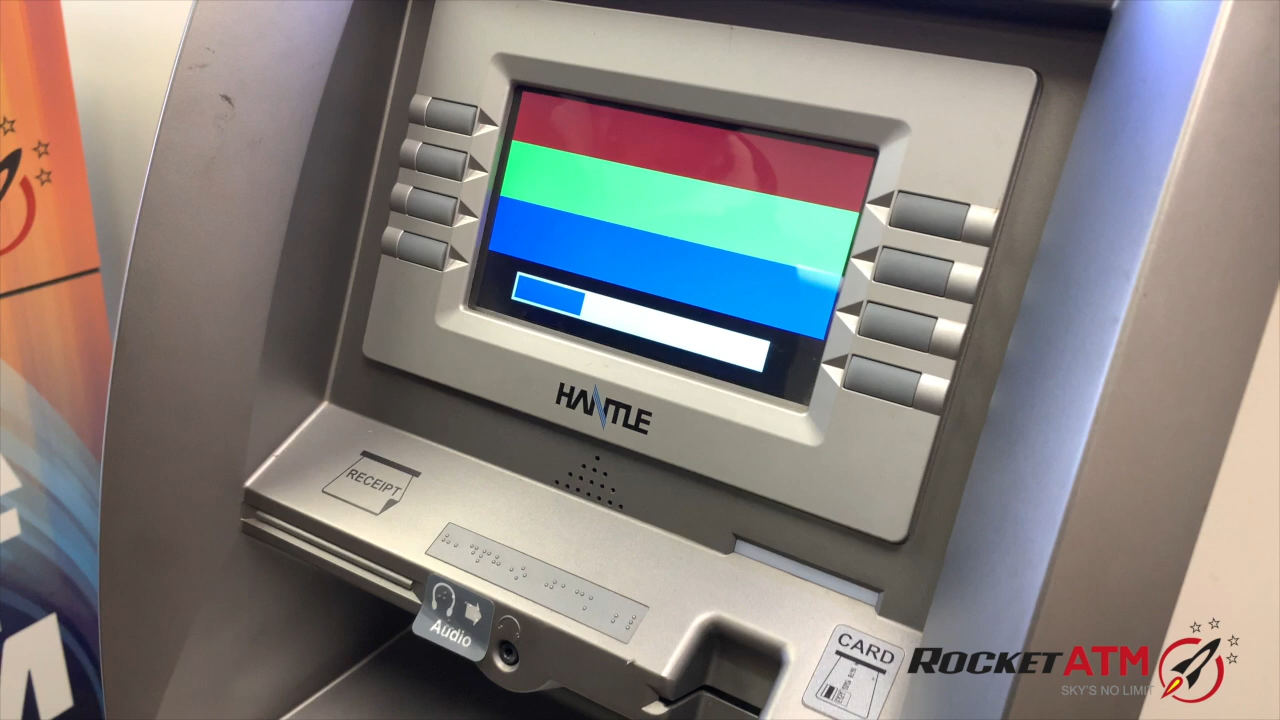 HANTLE
RECEIPT
Audio
CARD
ROCKETATM
SKY'S NO LIMIT